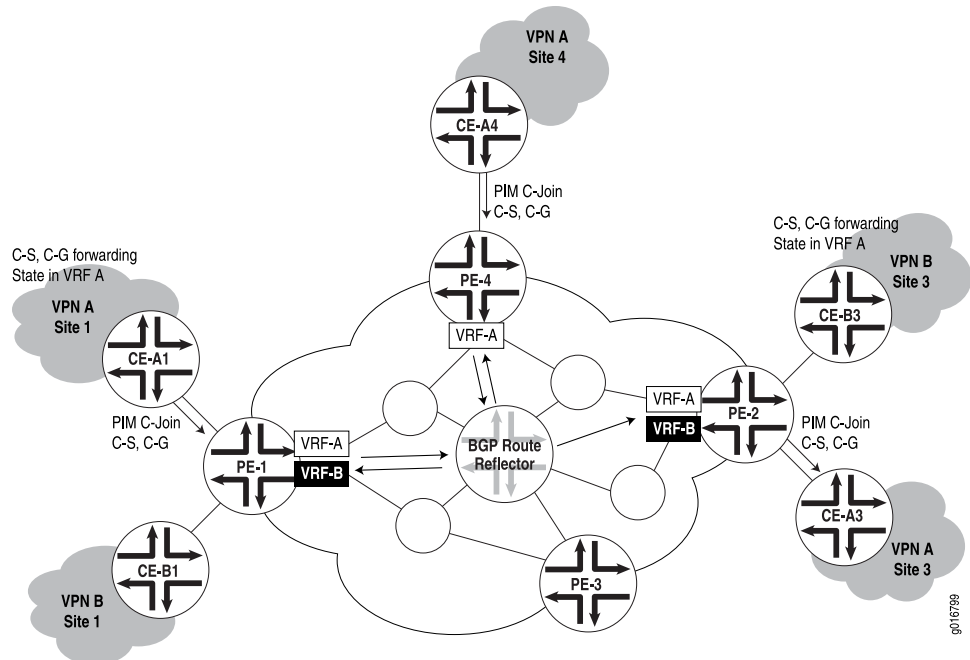 VPN A
Site 4
CE-A4
PIM C-Join
C-S, C-G
C-S, C-G forwarding
State in VRF A
VPN A
Site 1
CE-A1
PIM C-Join
C-S, C-G
PE-4
VRF-A
C-S, C-G forwarding
State in VRF A
VPN B
Site 3
CE-B3
VRF-A
VRF-B
PE-2
PIM C-Join
C-S, C-G
PE-1
VRF-A
VRF-B
BGP Route
Reflector
CE-A3
VPN A
Site 3
CE-B1
VPN B
Site 1
PE-3
g016799